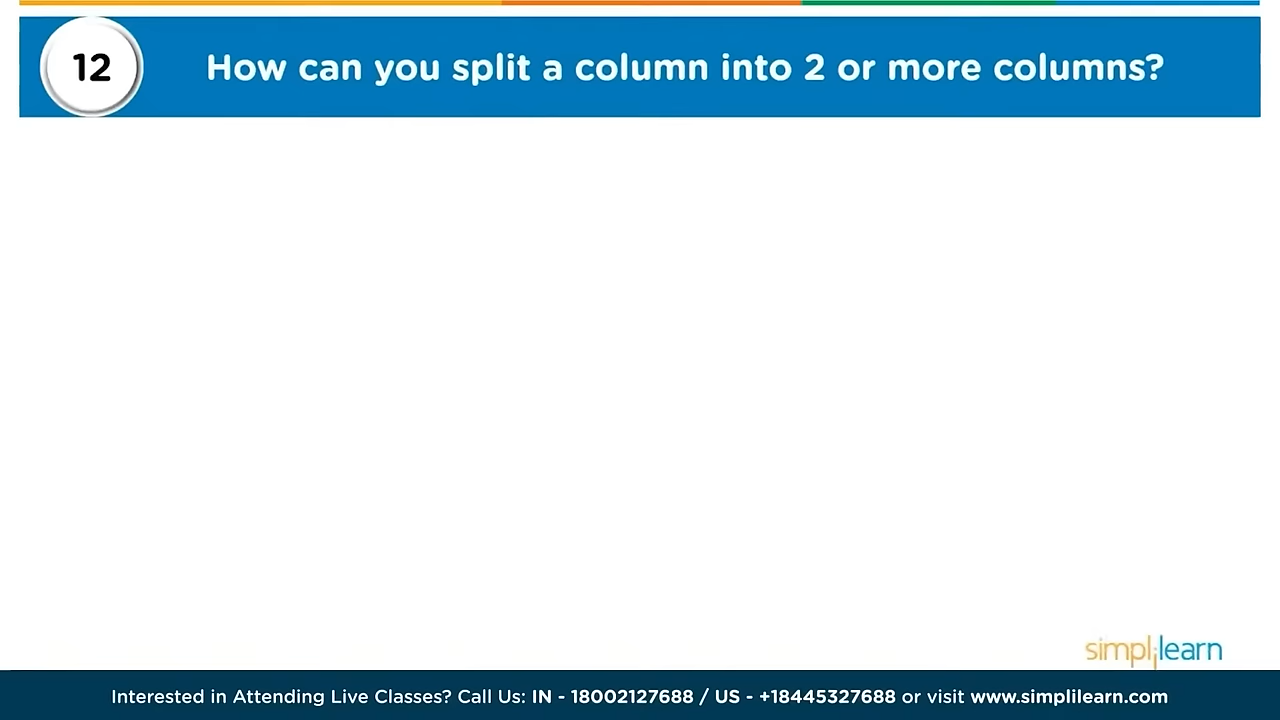 12
How can you split a column into 2 or more columns?
simplilearn
Interested in Attending Live Classes? Call Us: IN - 18002127688 / US - +18445327688 or visit www.simplilearn.com